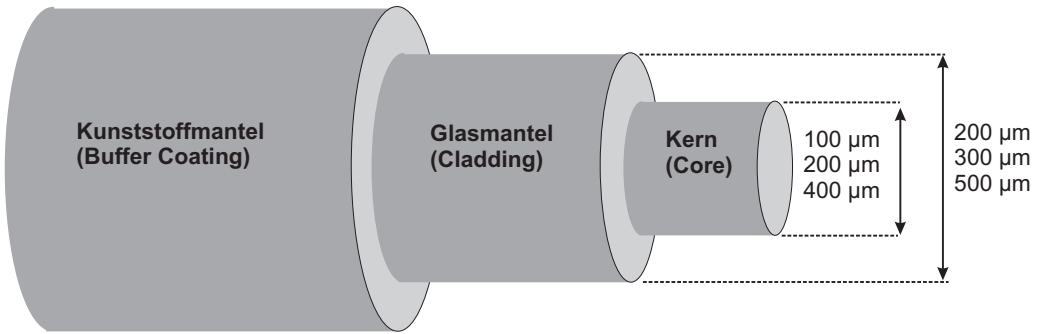 Kunststoffmantel
(Buffer Coating)
Glasmantel
(Cladding)
Kern
(Core)
100 µm
200 µm
400 µm
200 µm
300 µm
500 µm